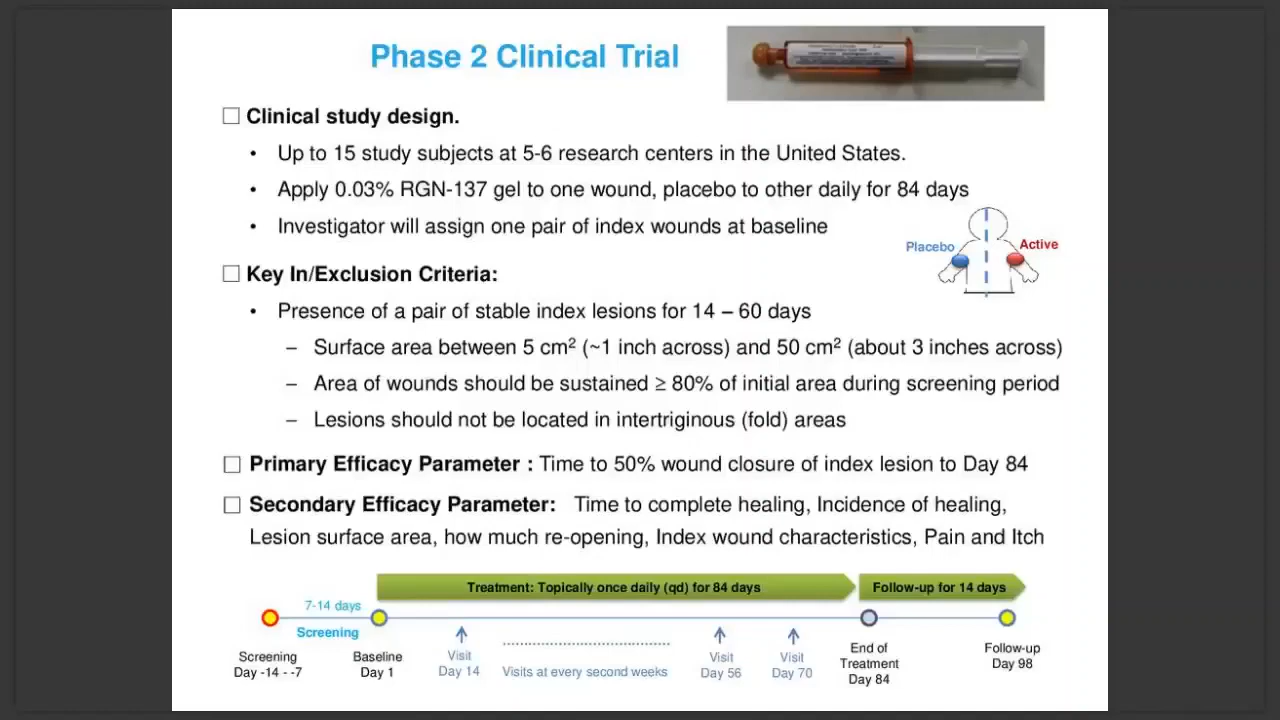 Phase 2 Clinical Trial
Clinical study design.
• Up to 15 study subjects at 5-6 research centers in the United States.
• Apply 0.03% RGN-137 gel to one wound, placebo to other daily for 84 days
• Investigator will assign one pair of index wounds at baseline
Placebo
Active
Key In/Exclusion Criteria:
• Presence of a pair of stable index lesions for 14 – 60 days
– Surface area between 5 cm² (~1 inch across) and 50 cm² (about 3 inches across)
– Area of wounds should be sustained ≥ 80% of initial area during screening period
– Lesions should not be located in intertriginous (fold) areas
Primary Efficacy Parameter : Time to 50% wound closure of index lesion to Day 84
Secondary Efficacy Parameter: Time to complete healing, Incidence of healing,
Lesion surface area, how much re-opening, Index wound characteristics, Pain and Itch
Treatment: Topically once daily (qd) for 84 days
Follow-up for 14 days
7-14 days
Screening
Screening
Day -14 - -7
Baseline
Day 1
Visit
Day 14
Visits at every second weeks
Visit
Day 56
Visit
Day 70
End of
Treatment
Day 84
Follow-up
Day 98